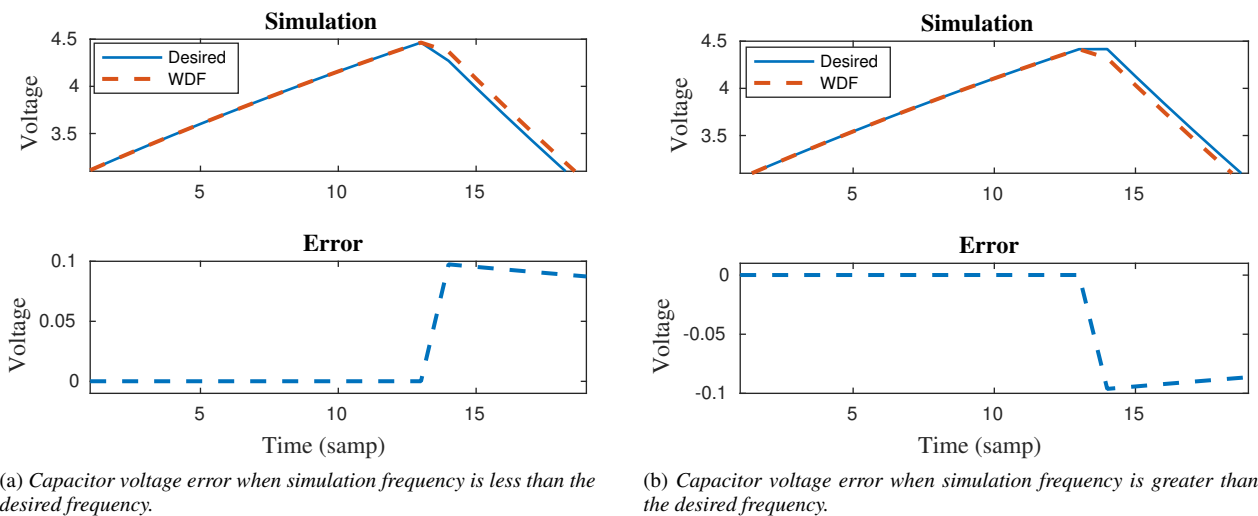 Simulation
4.5
4
3.5
Voltage
Desired
WDF
5
10
15
Error
0.1
0.05
0
Voltage
5
10
15
Time (samp)
(a) Capacitor voltage error when simulation frequency is less than the
desired frequency.
Simulation
4.5
4
3.5
Voltage
Desired
WDF
5
10
15
Error
0
-0.05
-0.1
Voltage
5
10
15
Time (samp)
(b) Capacitor voltage error when simulation frequency is greater than
the desired frequency.